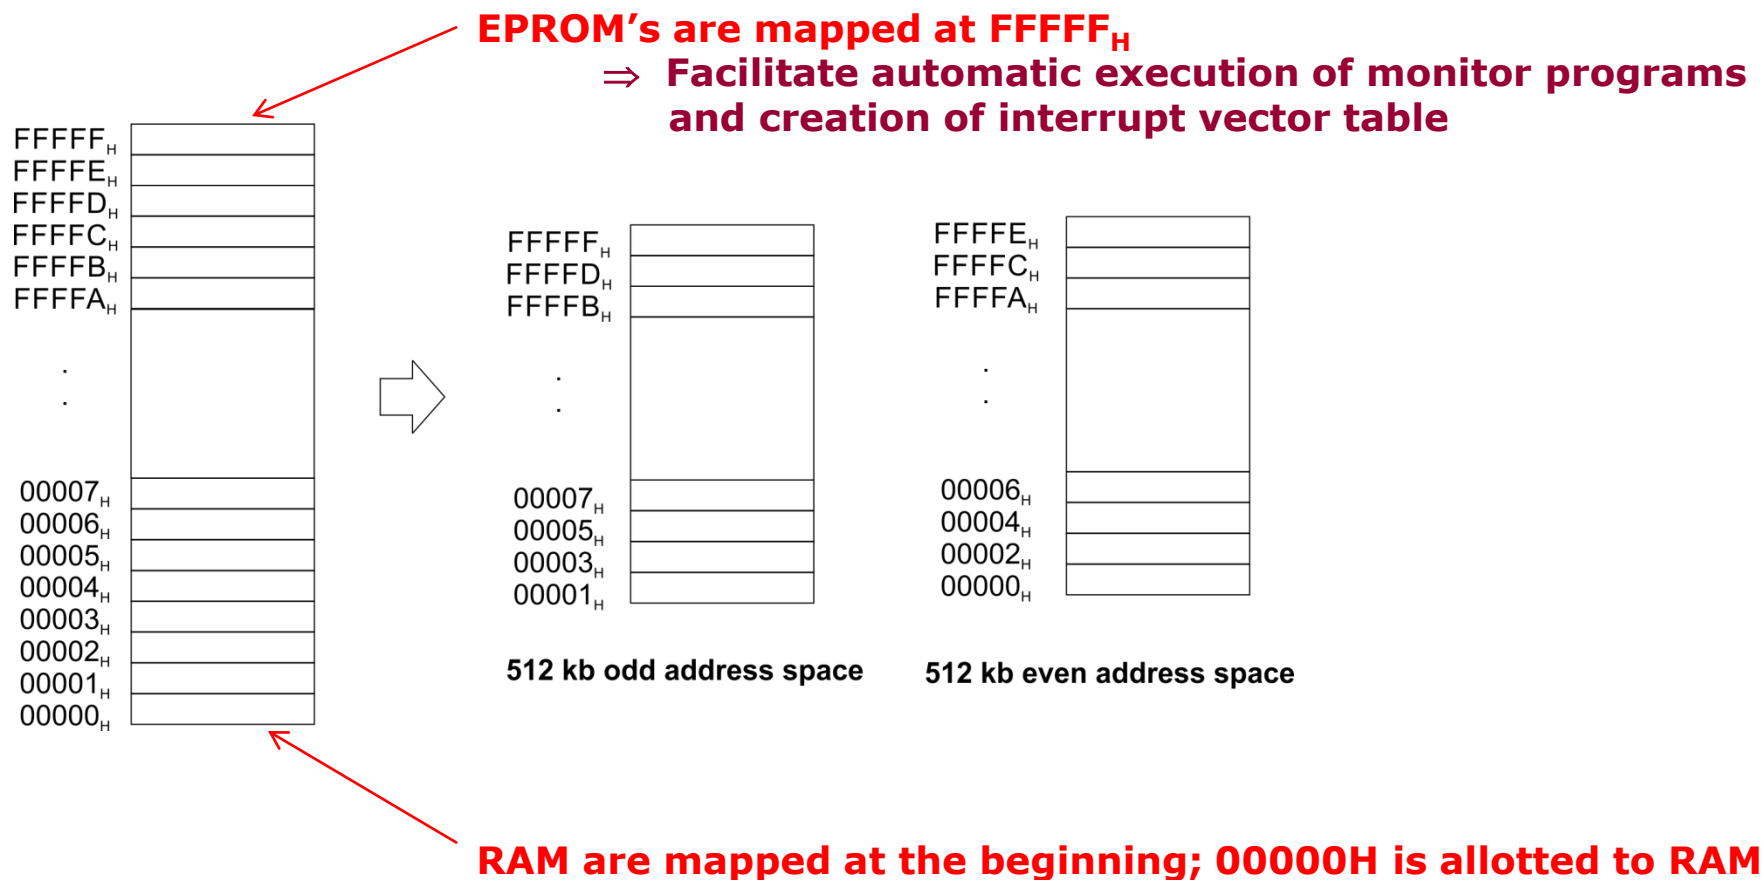 EPROM’s are mapped at FFFFFH
⇒ Facilitate automatic execution of monitor programs
and creation of interrupt vector table
FFFFFH
FFFFEH
FFFFDH
FFFFCH
FFFFBH
FFFFAH
.
.
00007H
00006H
00005H
00004H
00003H
00002H
00001H
00000H
FFFFFH
FFFFDH
FFFFBH
.
.
00007H
00005H
00003H
00001H
512 kb odd address space
FFFFEH
FFFFCH
FFFFAH
.
.
00006H
00004H
00002H
00000H
512 kb even address space
RAM are mapped at the beginning; 00000H is allotted to RAM